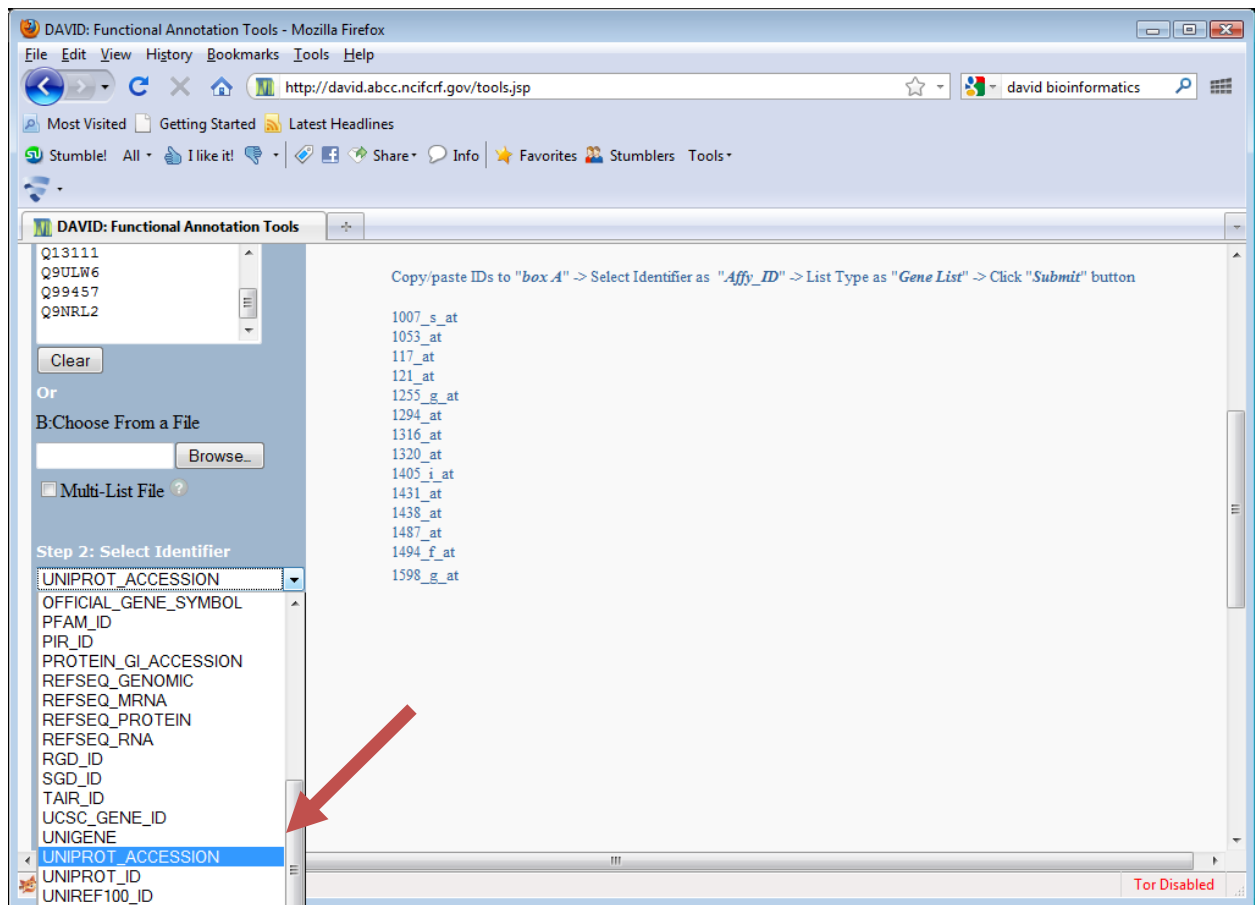 DAVID: Functional Annotation Tools - Mozilla Firefox
File Edit View History Bookmarks Tools Help
http://david.abcc.ncifcrf.gov/tools.jsp
david bioinformatics
Most Visited Getting Started Latest Headlines
Stumble! All I like it! Share Info Favorites Stumblers Tools
DAVID: Functional Annotation Tools
Q13111
Q9ULW6
Q99457
Q9NRL2
Clear
Or
B:Choose From a File
Browse...
Multi-List File ?
Step 2: Select Identifier
UNIPROT_ACCESSION
OFFICIAL_GENE_SYMBOL
PFAM_ID
PIR_ID
PROTEIN_GI_ACCESSION
REFSEQ_GENOMIC
REFSEQ_MRNA
REFSEQ_PROTEIN
REFSEQ_RNA
RGD_ID
SGD_ID
TAIR_ID
UCSC_GENE_ID
UNIGENE
UNIPROT_ACCESSION
UNIPROT_ID
UNIREF100_ID
Copy/paste IDs to "box A" -> Select Identifier as "Affy_ID" -> List Type as "Gene List" -> Click "Submit" button
1007_s_at
1053_at
117_at
121_at
1255_g_at
1294_at
1316_at
1320_at
1405_i_at
1431_at
1438_at
1487_at
1494_f_at
1598_g_at
Tor Disabled